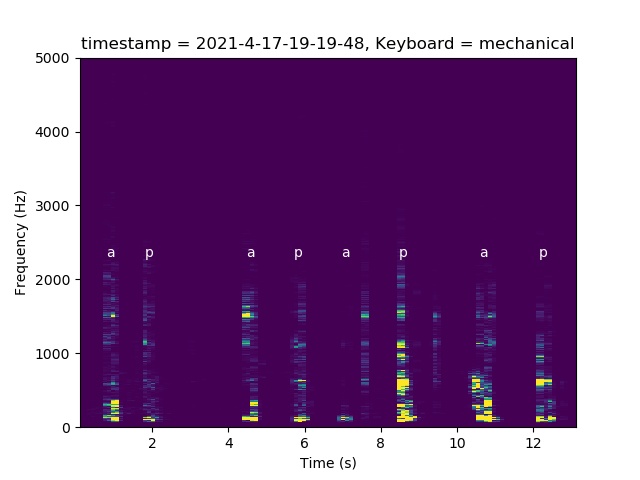 timestamp = 2021-4-17-19-19-48, Keyboard = mechanical
5000
4000
3000
2000
1000
0
Frequency (Hz)
a p a p a p a p
2 4 6 8 10 12
Time (s)